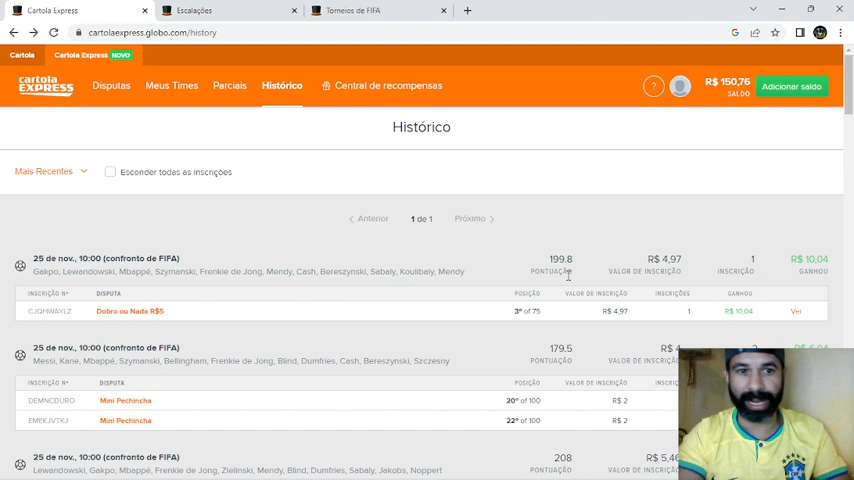 Cartola Express
Escalações
Torneios de FIFA
cartolaexpress.globo.com/history
Cartola
Cartola Express NOVO
cartola EXPRESS
Disputas
Meus Times
Parciais
Histórico
Central de recompensas
?
R$ 150,76
SALDO
Adicionar saldo
Histórico
Mais Recentes
Esconder todas as Inscrições
Anterior
1 de 1
Próximo
25 de nov., 10:00 (confronto de FIFA)
199.8
R$ 4,97
1
R$ 10,04
Gakpo, Lewandowski, Mbappé, Szymanski, Frenkie de Jong, Mendy, Cash, Bereszynski, Sabaly, Koulibaly, Mendy
PONTUAÇÃO
VALOR DE INSCRIÇÃO
INSCRIÇÃO
GANHOU
INSCRIÇÃO Nº
DISPUTA
POSIÇÃO
VALOR DE INSCRIÇÃO
INSCRIÇÕES
GANHOU
CJQHWAYLZ
Dobro ou Nada R$5
3º of 75
R$ 4,97
1
R$ 10,04
Ver
25 de nov., 10:00 (confronto de FIFA)
179.5
R$ 4
Messi, Kane, Mbappé, Szymanski, Bellingham, Frenkie de Jong, Blind, Dumfries, Cash, Bereszynski, Szczesny
PONTUAÇÃO
INSCRIÇÃO Nº
DISPUTA
POSIÇÃO
VALOR DE INSCRIÇÃO
DEMNCDURO
Mini Pechincha
20º of 100
R$ 2
EMEKJVTKJ
Mini Pechincha
22º of 100
R$ 2
25 de nov., 10:00 (confronto de FIFA)
208
R$ 5,46
Lewandowski, Gakpo, Mbappé, Frenkie de Jong, Zielinski, Mendy, Blind, Dumfries, Sabaly, Jakobs, Noppert
PONTUAÇÃO